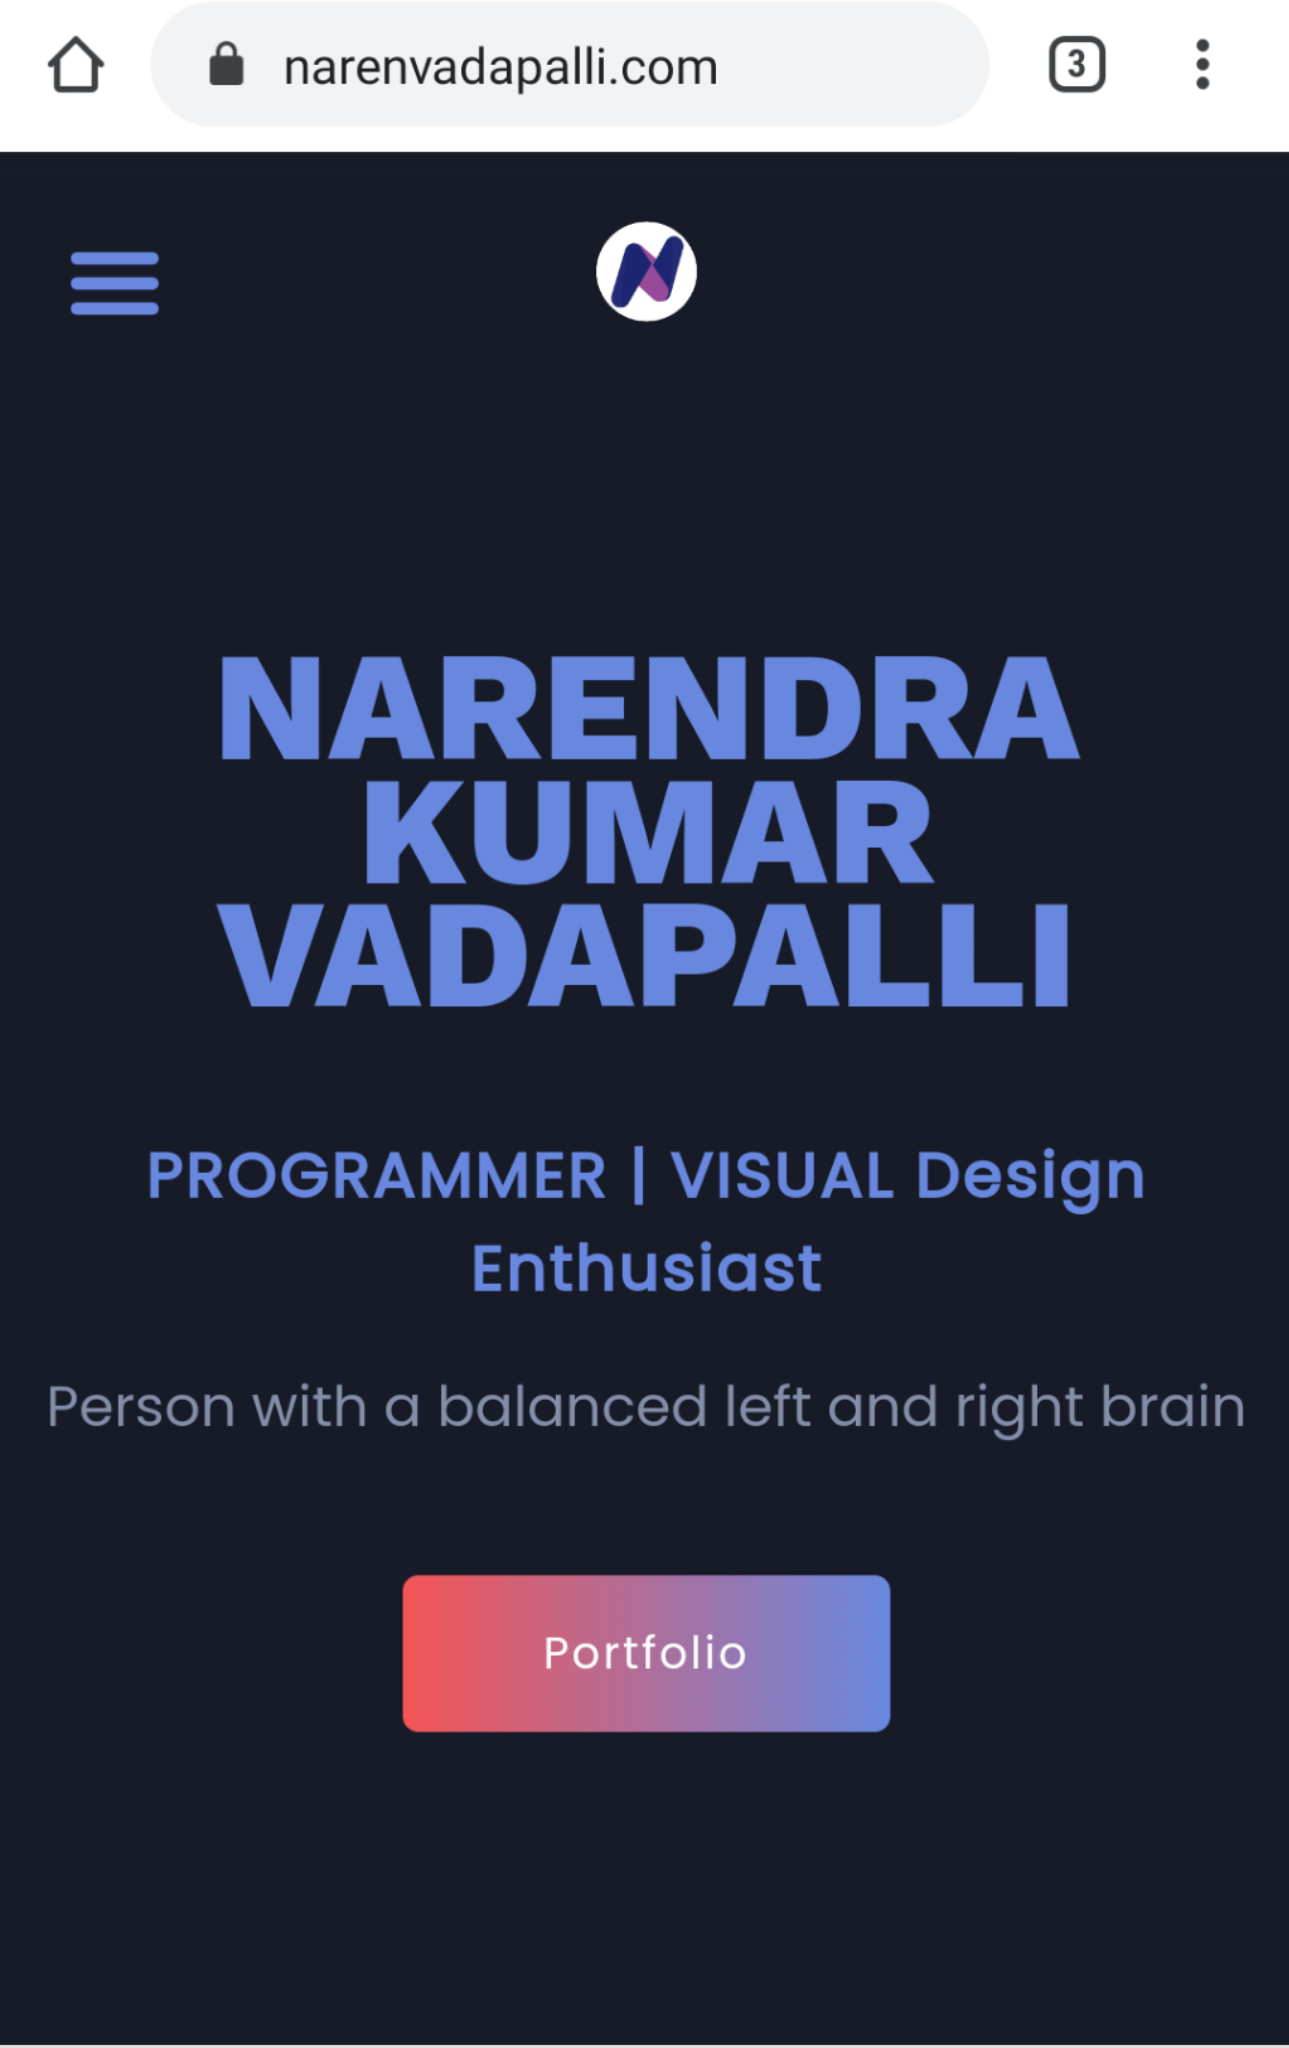 narenvadapalli.com
3
NARENDRA
KUMAR
VADAPALLI
PROGRAMMER | VISUAL Design
Enthusiast
Person with a balanced left and right brain
Portfolio